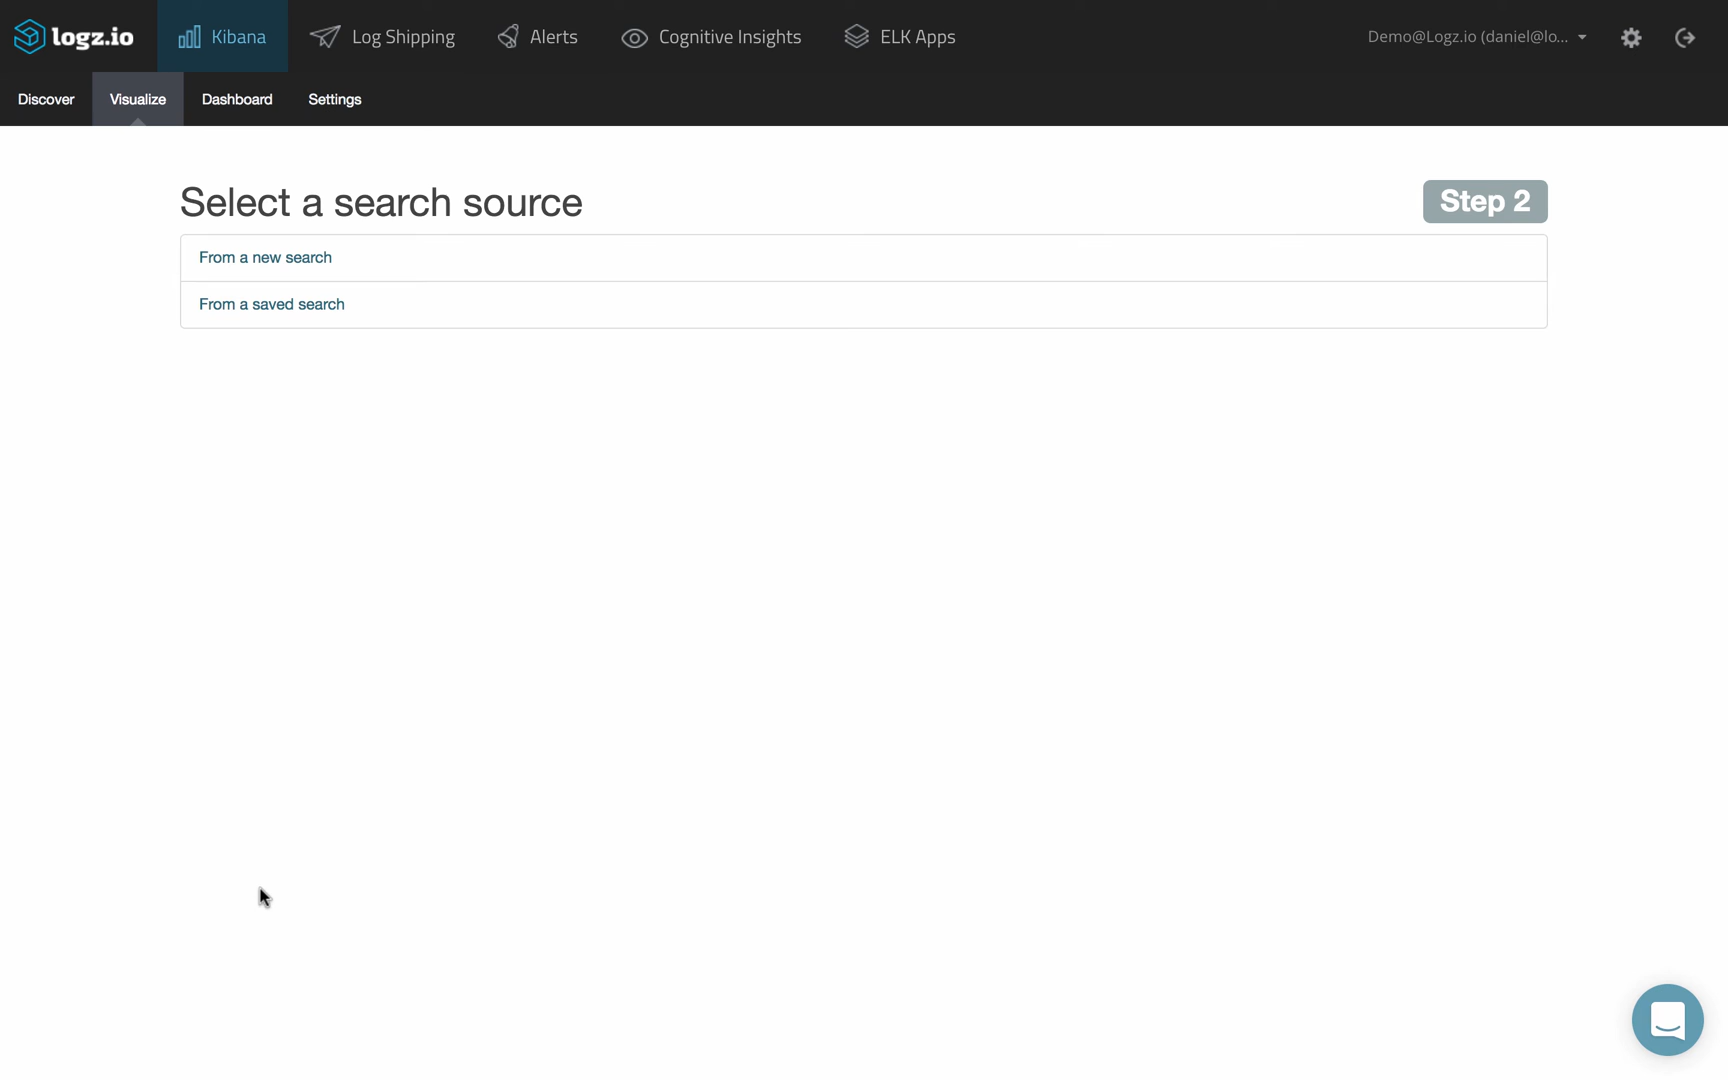 logz.io Kibana Log Shipping Alerts Cognitive Insights ELK Apps Demo@Logz.io (daniel@lo...
Discover Visualize Dashboard Settings
Select a search source Step 2
From a new search
From a saved search